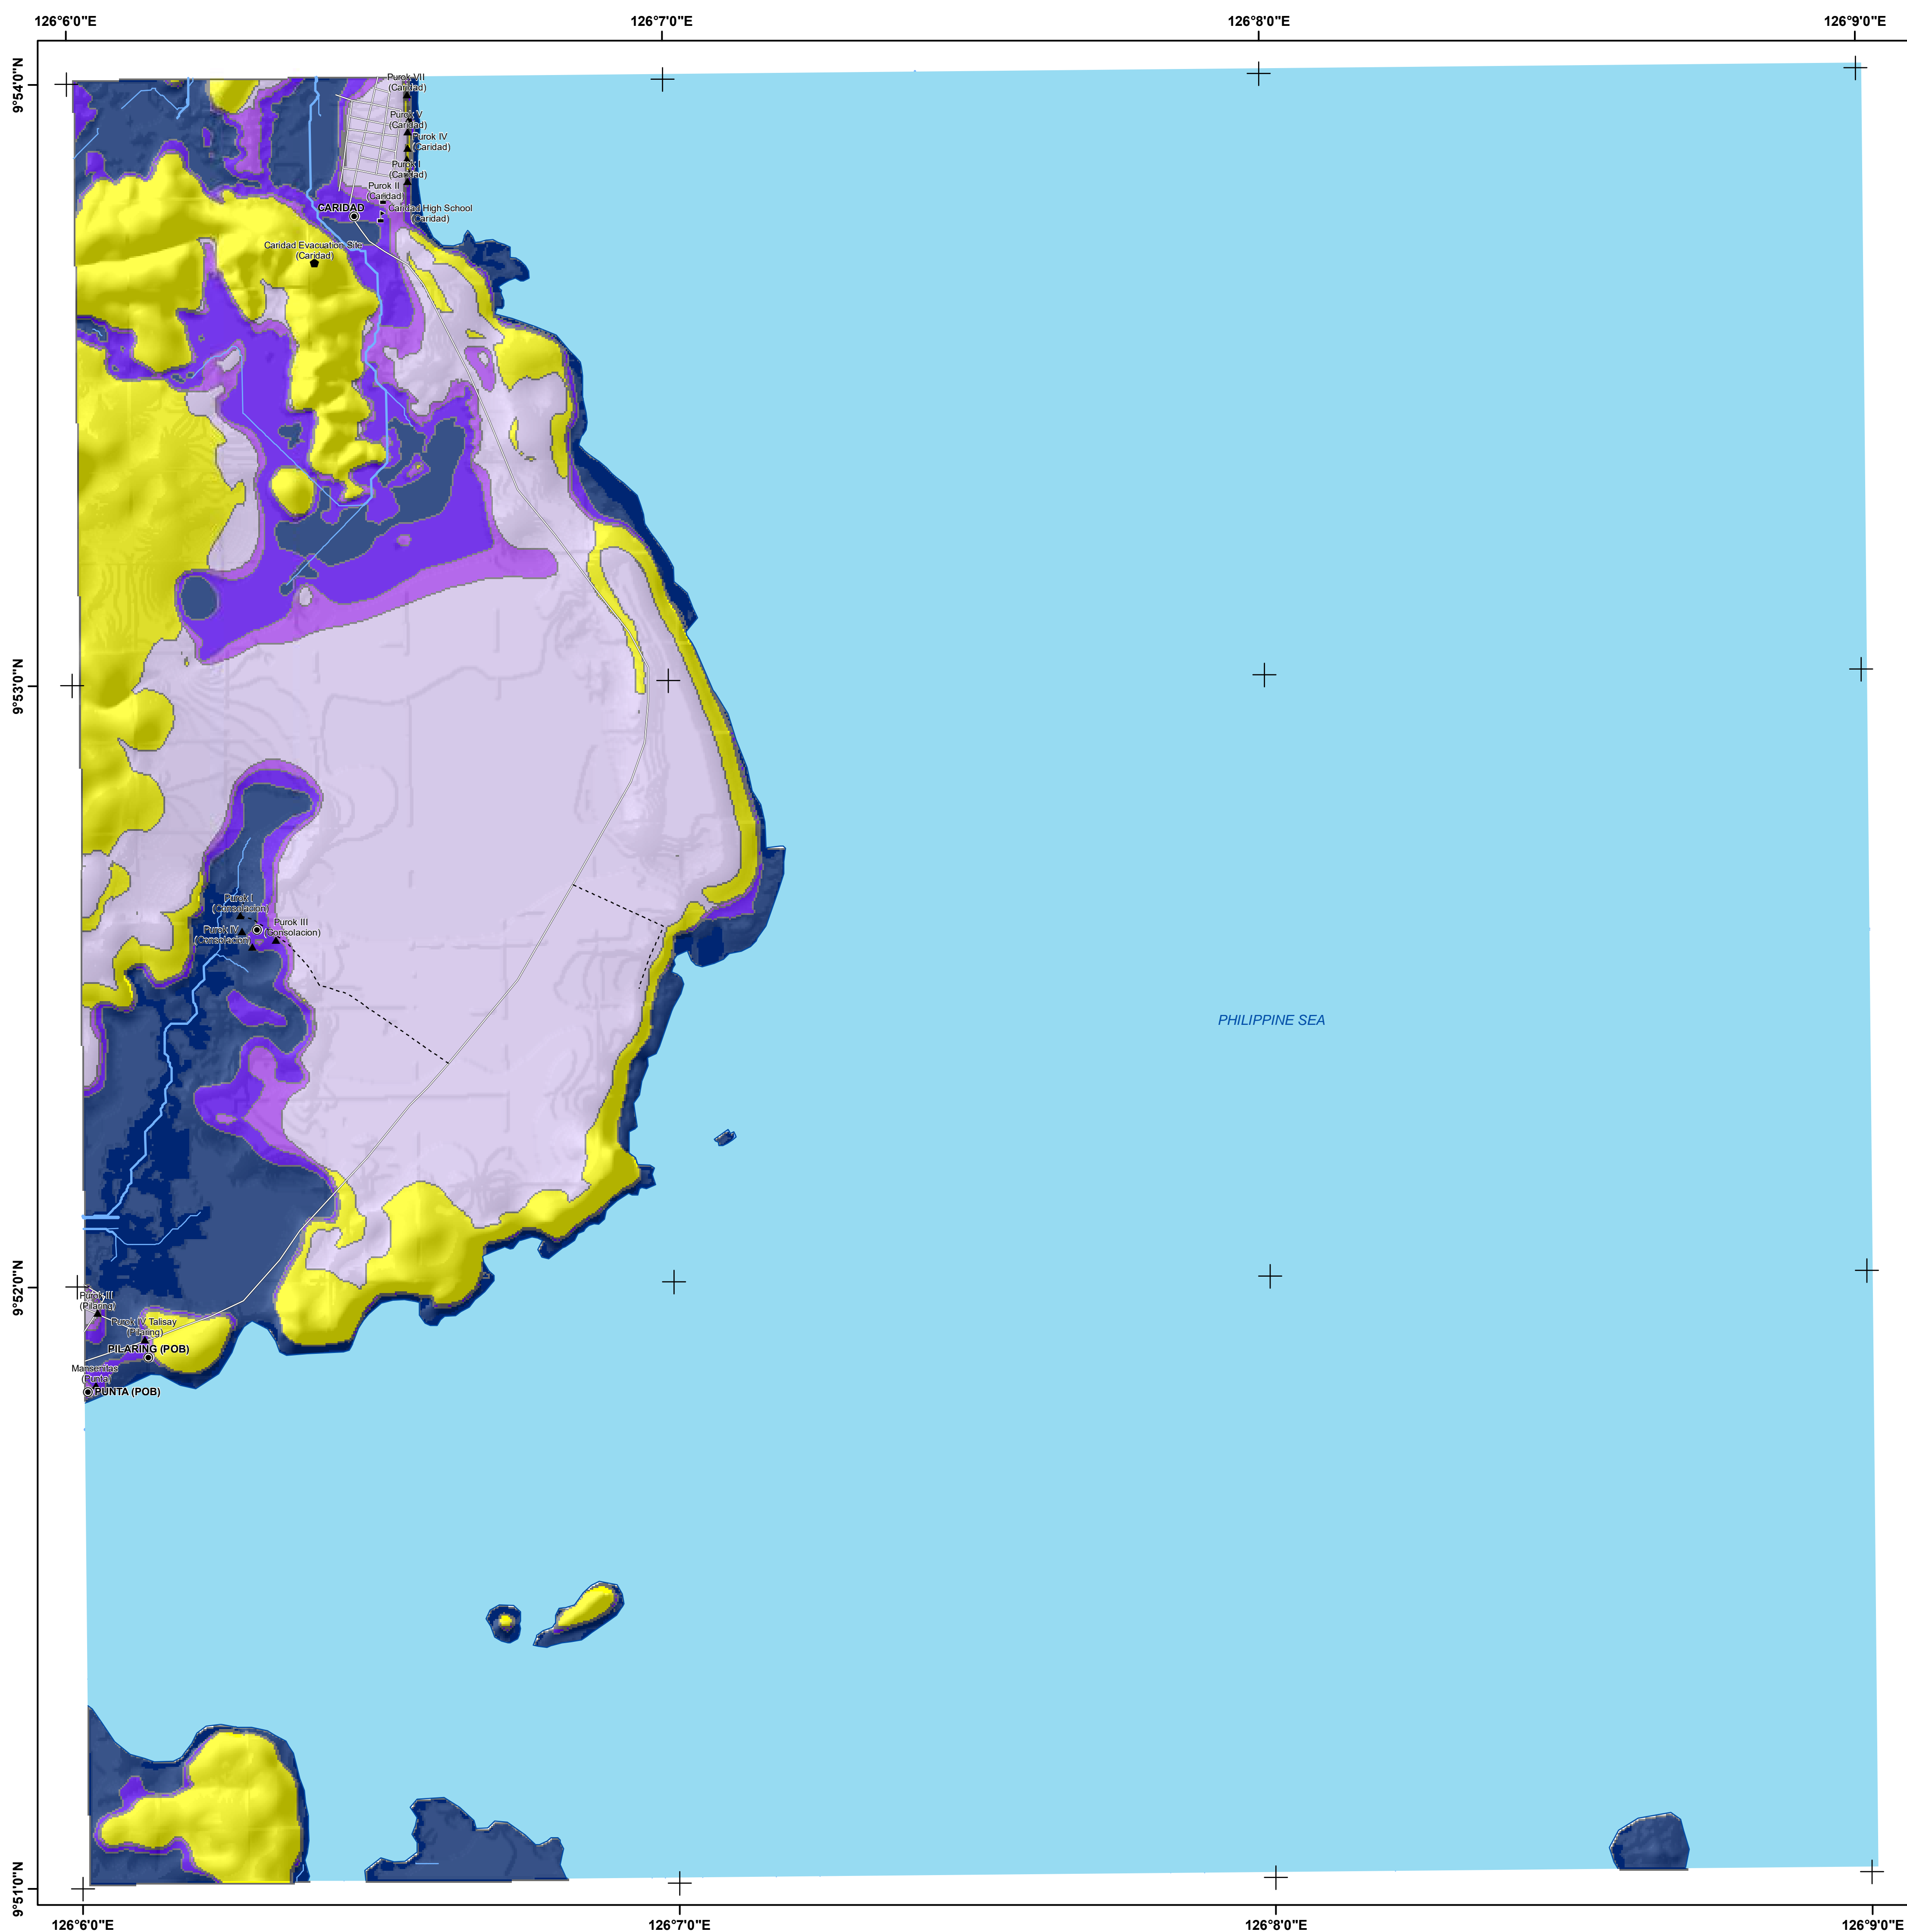 126°6'0"E
126°7'0"E
126°8'0"E
126°9'0"E
9°54'0"N
Purok VII
(Caridad)
Purok V
(Caridad)
Purok IV
(Caridad)
Purok I
(Caridad)
Purok II
(Caridad)
CARIDAD
Caridad High School
(Caridad)
Caridad Evacuation Site
(Caridad)
9°53'0"N
Purok I
(Consolacion)
Purok III
(Consolacion)
Purok IV
(Consolacion)
PHILIPPINE SEA
9°52'0"N
Purok III
(Pilaring)
Purok IV Talisay
(Pilaring)
PILARING (POB)
Mansenitas
(Punta)
PUNTA (POB)
9°51'0"N
126°6'0"E
126°7'0"E
126°8'0"E
126°9'0"E